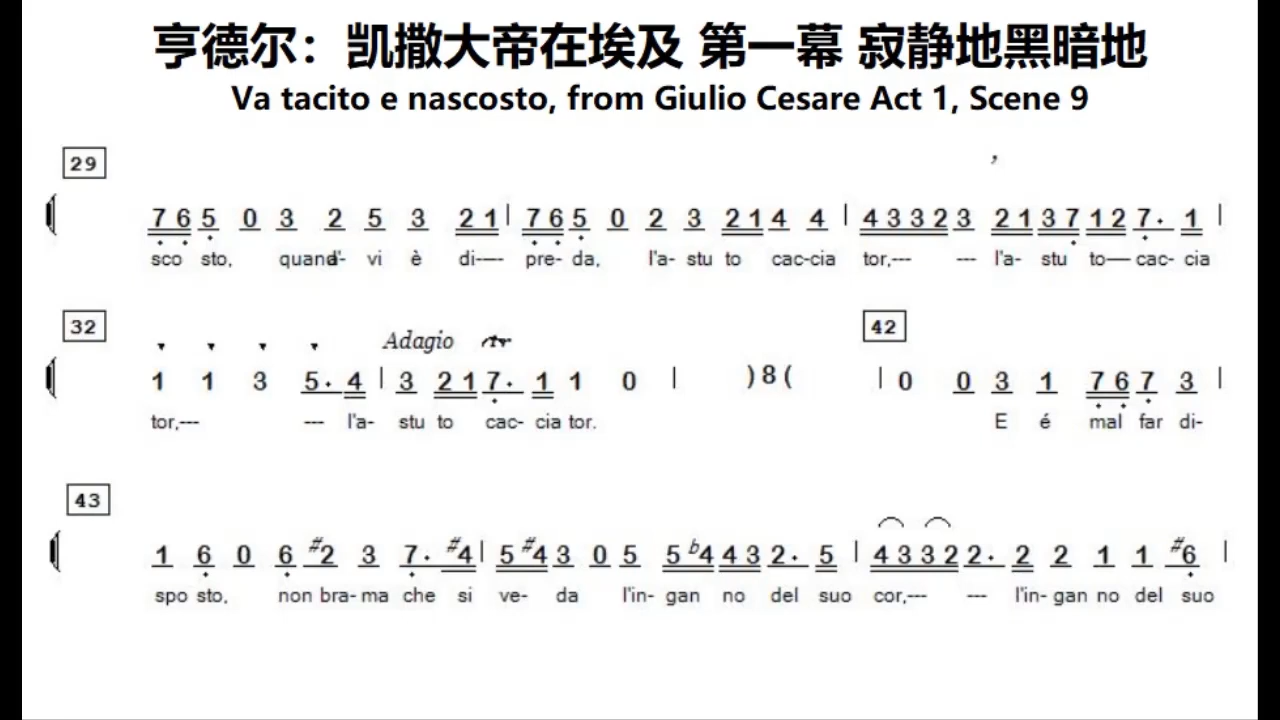 亨德尔：凯撒大帝在埃及 第一幕 寂静地黑暗地
Va tacito e nascosto, from Giulio Cesare Act 1, Scene 9
29
,
7 6 5 0 3 2 5 3 2 1 | 7 6 5 0 2 3 2 1 4 4 | 4 3 3 2 3 2 1 3 7 1 2 7 · 1 |
sco sto, quand'- vi è di-— pre- da, l'a- stu to cac-cia tor,--- --- l'a- stu to— cac- cia
32 Adagio 42
1 1 3 5 · 4 | 3 2 1 7 · 1 1 0 | ) 8 ( | 0 0 3 1 7 6 7 3 |
tor,--- --- l'a- stu to cac- cia tor. E é mal far di-
43
1 6 0 6 #2 3 7 · #4 | 5 #4 3 0 5 5 b4 4 3 2 · 5 | 4 3 3 2 2 · 2 2 1 1 #6 |
spo sto, non bra- ma che si ve- da l'in- gan no del suo cor,--- --- l'in- gan no del suo